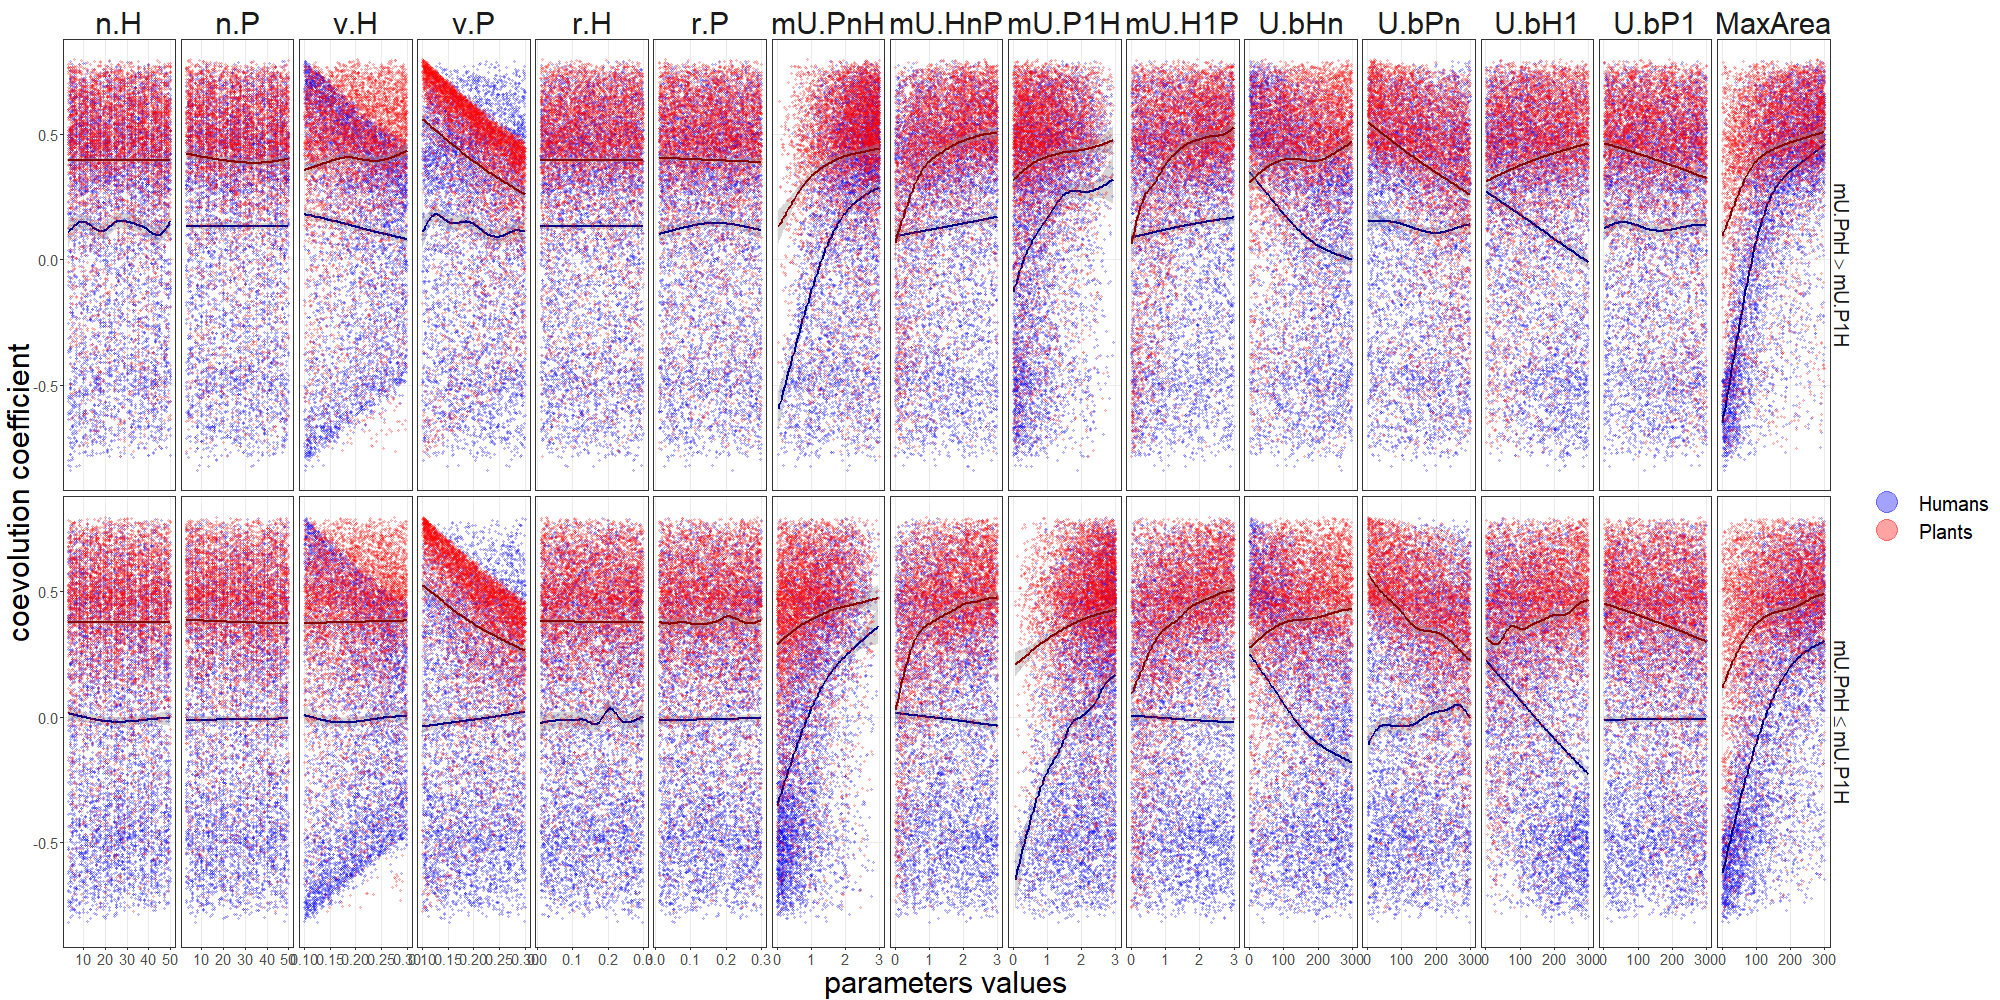 n.H n.P v.H v.P r.H r.P mU.PnH mU.HnP mU.P1H mU.H1P U.bHn U.bPn U.bH1 U.bP1 MaxArea
coevolution coefficient
0.5
0.0
-0.5
mU.PnH > mU.P1H
0.5
0.0
-0.5
mU.PnH ≤ mU.P1H
Humans
Plants
10 20 30 40 50 10 20 30 40 50 0.10 0.15 0.20 0.25 0.30 0.10 0.15 0.20 0.25 0.30 0.0 0.1 0.2 0.3 0.0 0.1 0.2 0.3 0 1 2 3 0 1 2 3 0 1 2 3 0 1 2 3 0 100 200 300 0 100 200 300 0 100 200 300 0 100 200 300 0 100 200 300
parameters values